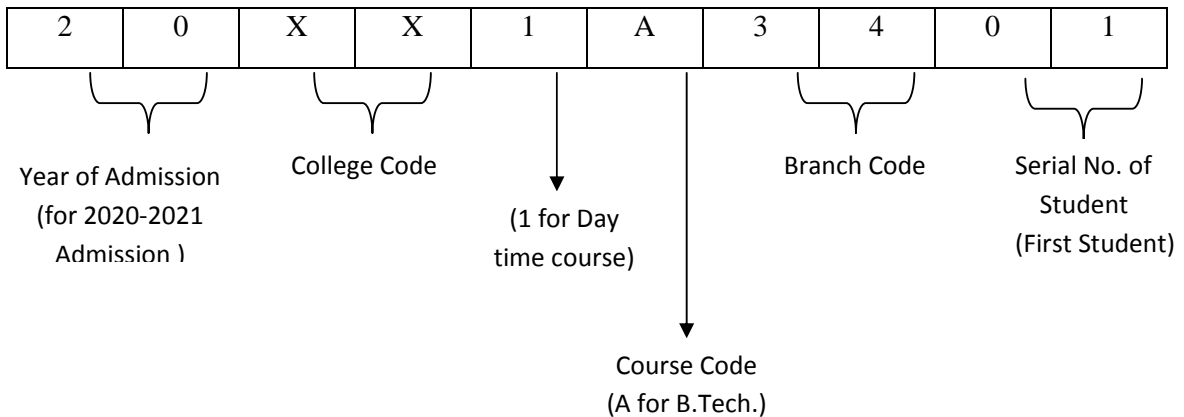 2 0 X X 1 A 3 4 0 1
Year of Admission
(for 2020-2021
Admission )
College Code
(1 for Day
time course)
Course Code
(A for B.Tech.)
Branch Code
Serial No. of
Student
(First Student)